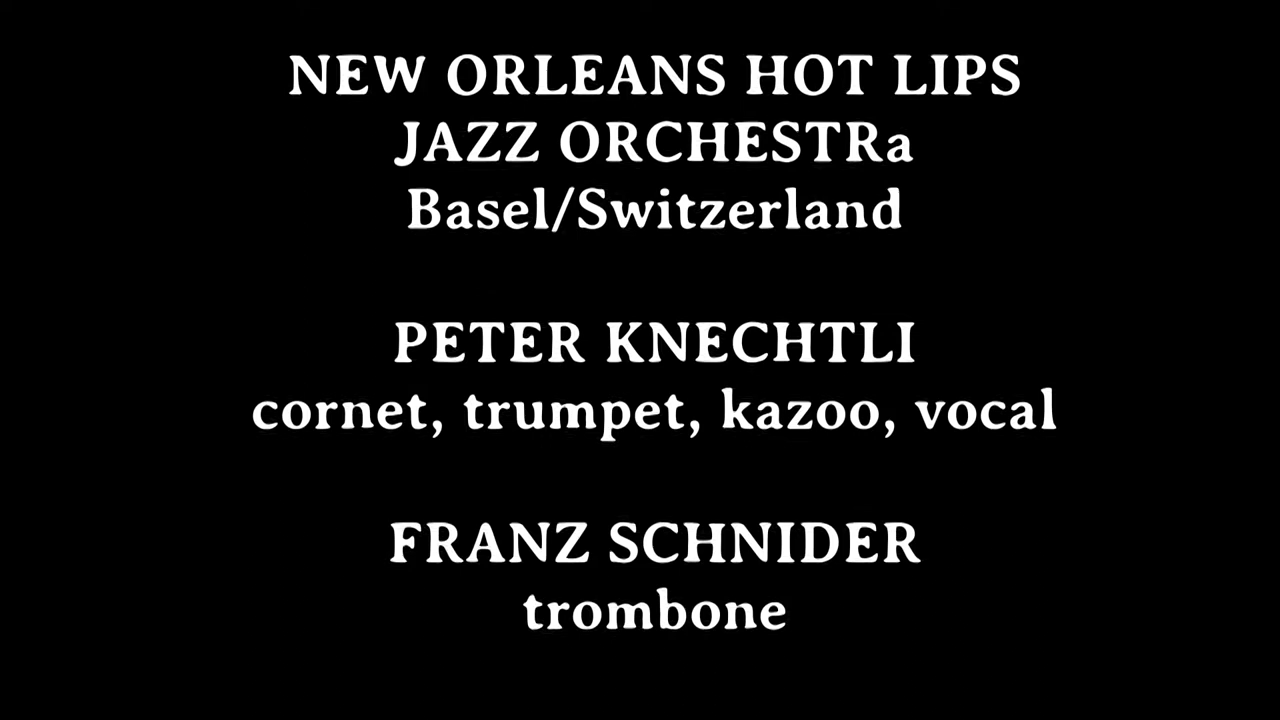 NEW ORLEANS HOT LIPS
JAZZ ORCHESTRa
Basel/Switzerland
PETER KNECHTLI
cornet, trumpet, kazoo, vocal
FRANZ SCHNIDER
trombone